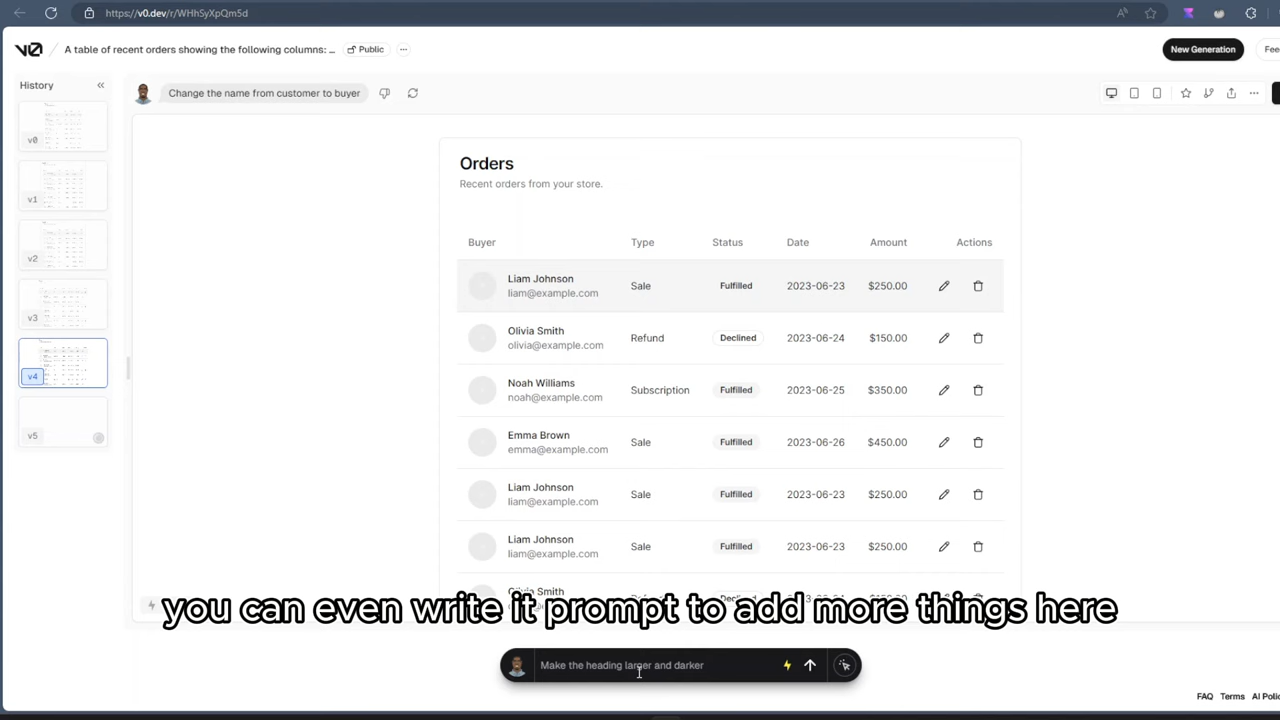 https://v0.dev/r/WHhSyXpQm5d
v0 / A table of recent orders showing the following columns: ... Public
New Generation
Fee
History
Change the name from customer to buyer
v0
v1
v2
v3
v4
v5
Orders
Recent orders from your store.
Buyer Type Status Date Amount Actions
Liam Johnson
liam@example.com Sale Fulfilled 2023-06-23 $250.00
Olivia Smith
olivia@example.com Refund Declined 2023-06-24 $150.00
Noah Williams
noah@example.com Subscription Fulfilled 2023-06-25 $350.00
Emma Brown
emma@example.com Sale Fulfilled 2023-06-26 $450.00
Liam Johnson
liam@example.com Sale Fulfilled 2023-06-23 $250.00
Liam Johnson
liam@example.com Sale Fulfilled 2023-06-23 $250.00
Olivia Smith
you can even write it prompt to add more things here
Make the heading larger and darker
FAQ Terms AI Polic